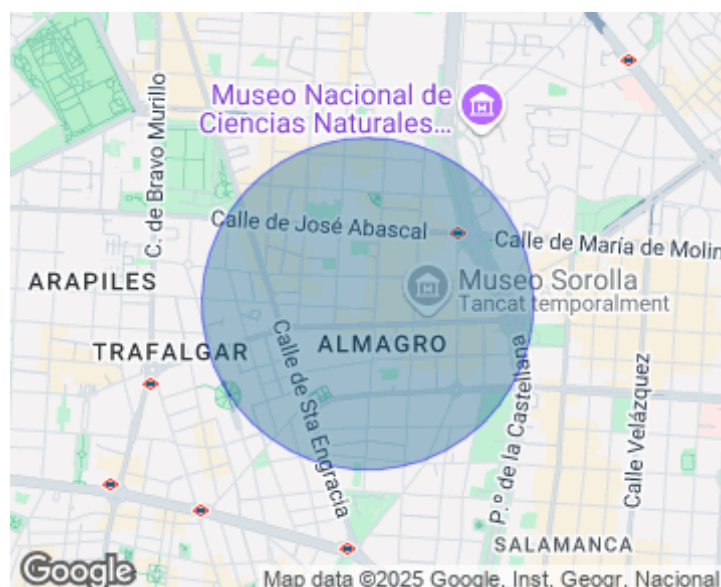 Museo Nacional de
Ciencias Naturales...
C. de Bravo Murillo
Calle de José Abascal
Calle de María de Molin
ARAPILES
Museo Sorolla
Tancat temporalment
TRAFALGAR
ALMAGRO
Calle de Sta Engracia
P.º de la Castellana
Calle Velázquez
SALAMANCA
Google
Map data ©2025 Google, Inst. Geogr. Nacional